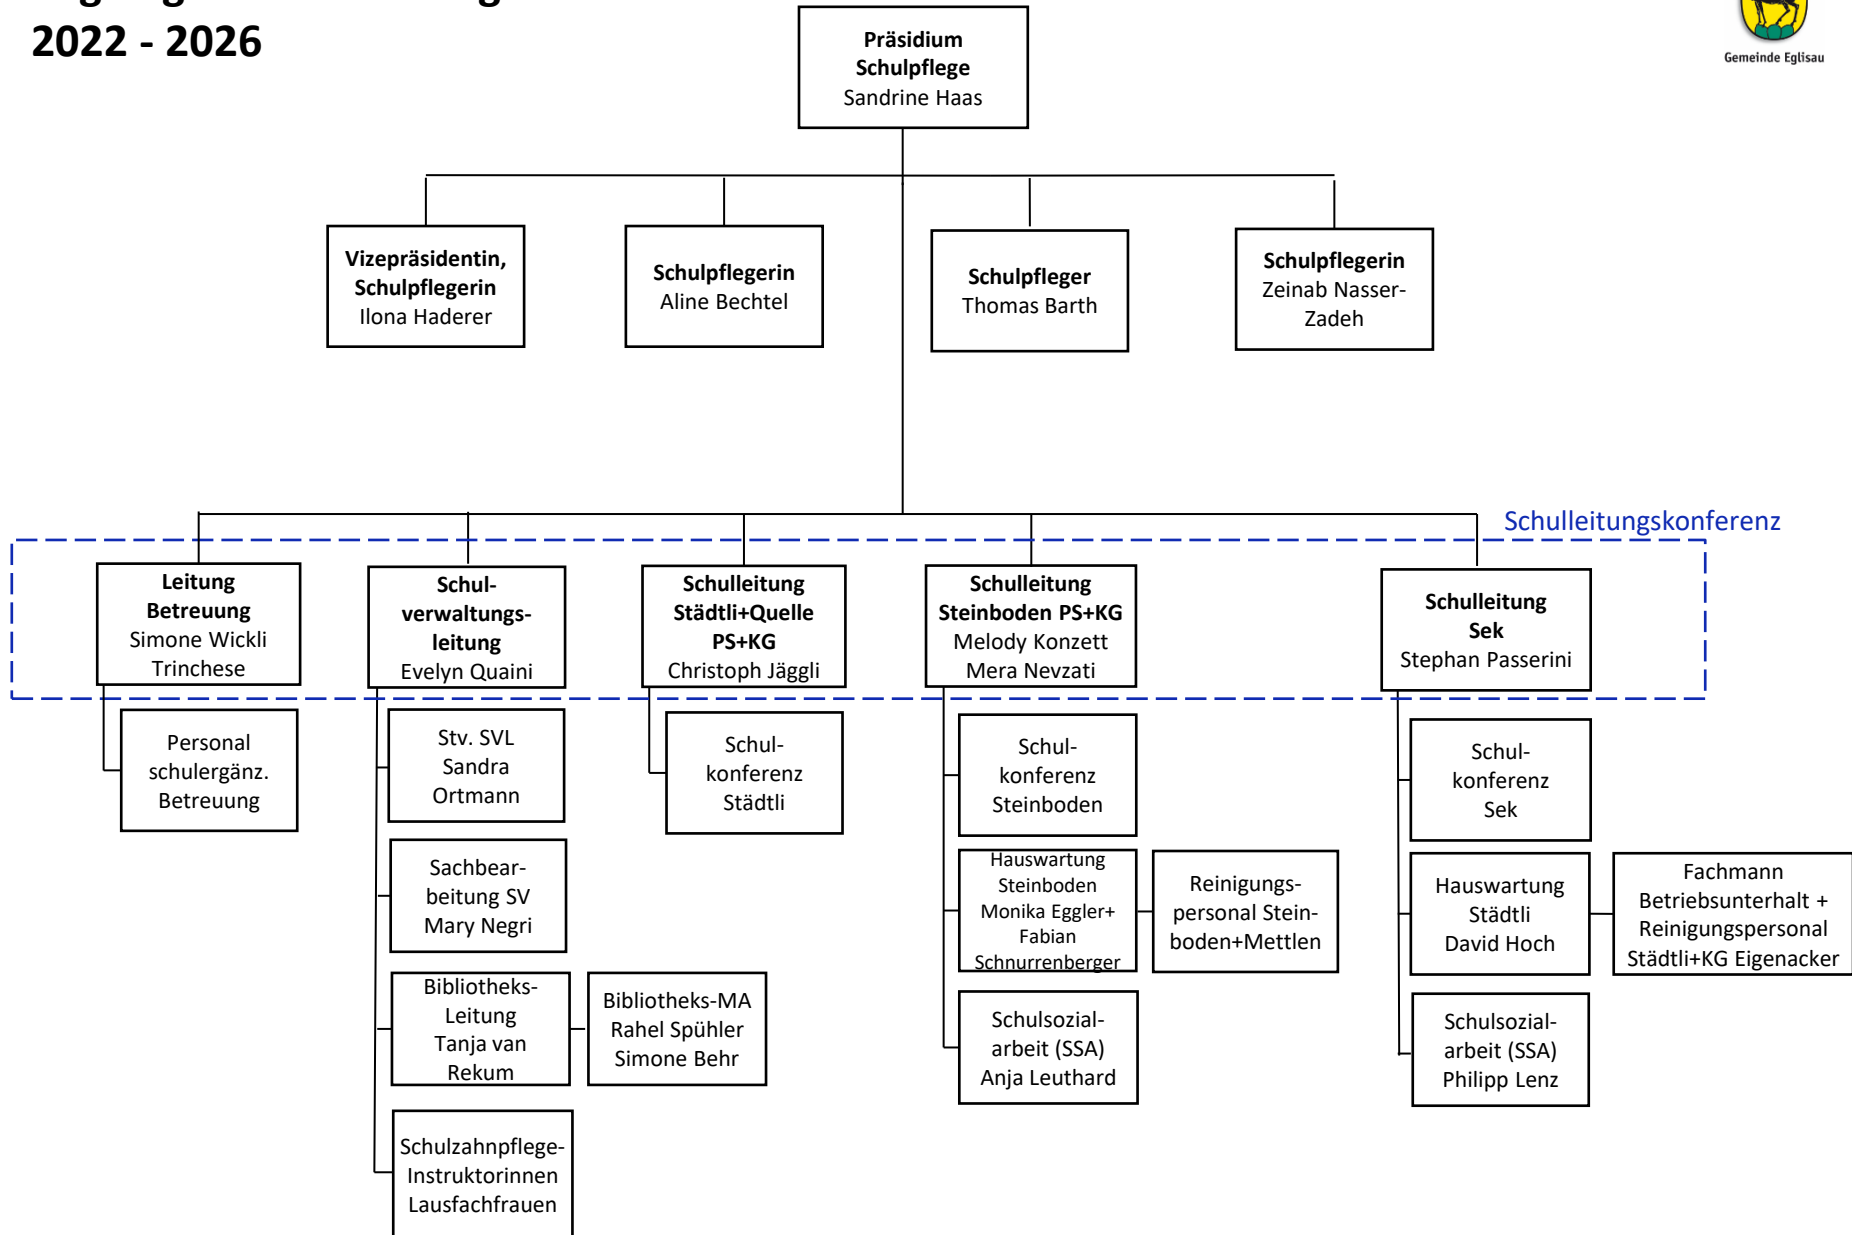 2022 - 2026
Gemeinde Eglisau
Präsidium
Schulpflege
Sandrine Haas
Vizepräsidentin,
Schulpflegerin
Ilona Haderer
Schulpflegerin
Aline Bechtel
Schulpfleger
Thomas Barth
Schulpflegerin
Zeinab Nasser-
Zadeh
Schulleitungskonferenz
Leitung
Betreuung
Simone Wickli
Trinchese
Schul-
verwaltungs-
leitung
Evelyn Quaini
Schulleitung
Städtli+Quelle
PS+KG
Christoph Jäggli
Schulleitung
Steinboden PS+KG
Melody Konzett
Mera Nevzati
Schulleitung
Sek
Stephan Passerini
Personal
schulergänz.
Betreuung
Stv. SVL
Sandra
Ortmann
Schul-
konferenz
Städtli
Schul-
konferenz
Steinboden
Schul-
konferenz
Sek
Sachbear-
beitung SV
Mary Negri
Hauswartung
Steinboden
Monika Eggler+
Fabian
Schnurrenberger
Reinigungs-
personal Stein-
boden+Mettlen
Hauswartung
Städtli
David Hoch
Fachmann
Betriebsunterhalt +
Reinigungspersonal
Städtli+KG Eigenacker
Bibliotheks-
Leitung
Tanja van
Rekum
Bibliotheks-MA
Rahel Spühler
Simone Behr
Schulsozial-
arbeit (SSA)
Anja Leuthard
Schulsozial-
arbeit (SSA)
Philipp Lenz
Schulzahnpflege-
Instruktorinnen
Lausfachfrauen